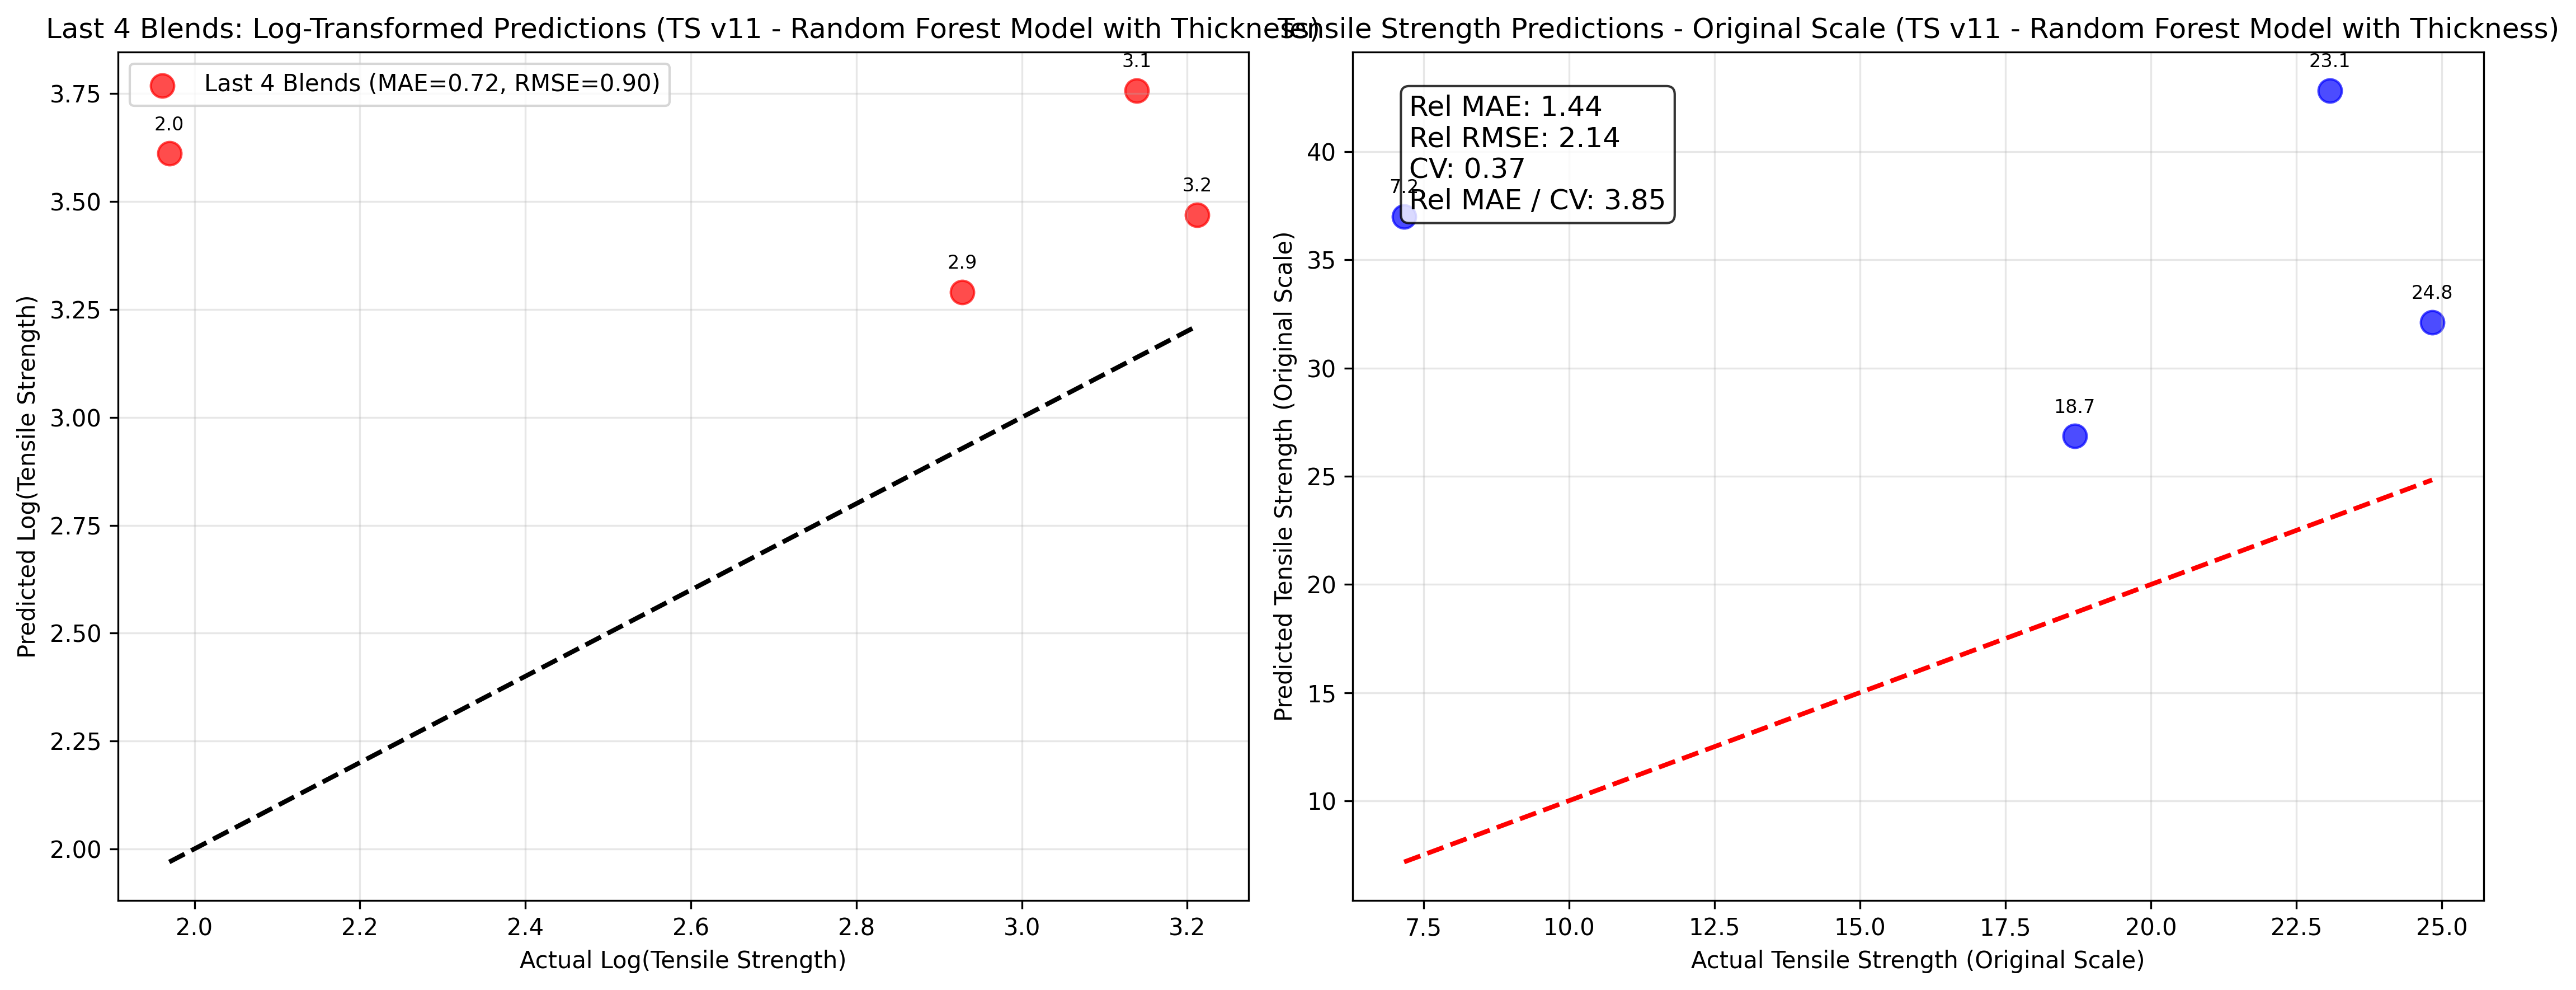 Last 4 Blends: Log-Transformed Predictions (TS v11 - Random Forest Model with Thickness)
Last 4 Blends (MAE=0.72, RMSE=0.90)
3.1
2.0
3.2
2.9
3.75
3.50
3.25
3.00
2.75
2.50
2.25
2.00
Predicted Log(Tensile Strength)
2.0 2.2 2.4 2.6 2.8 3.0 3.2
Actual Log(Tensile Strength)
Tensile Strength Predictions - Original Scale (TS v11 - Random Forest Model with Thickness)
Rel MAE: 1.44
Rel RMSE: 2.14
CV: 0.37
Rel MAE / CV: 3.85
23.1
7.2
24.8
18.7
40
35
30
25
20
15
10
Predicted Tensile Strength (Original Scale)
7.5 10.0 12.5 15.0 17.5 20.0 22.5 25.0
Actual Tensile Strength (Original Scale)